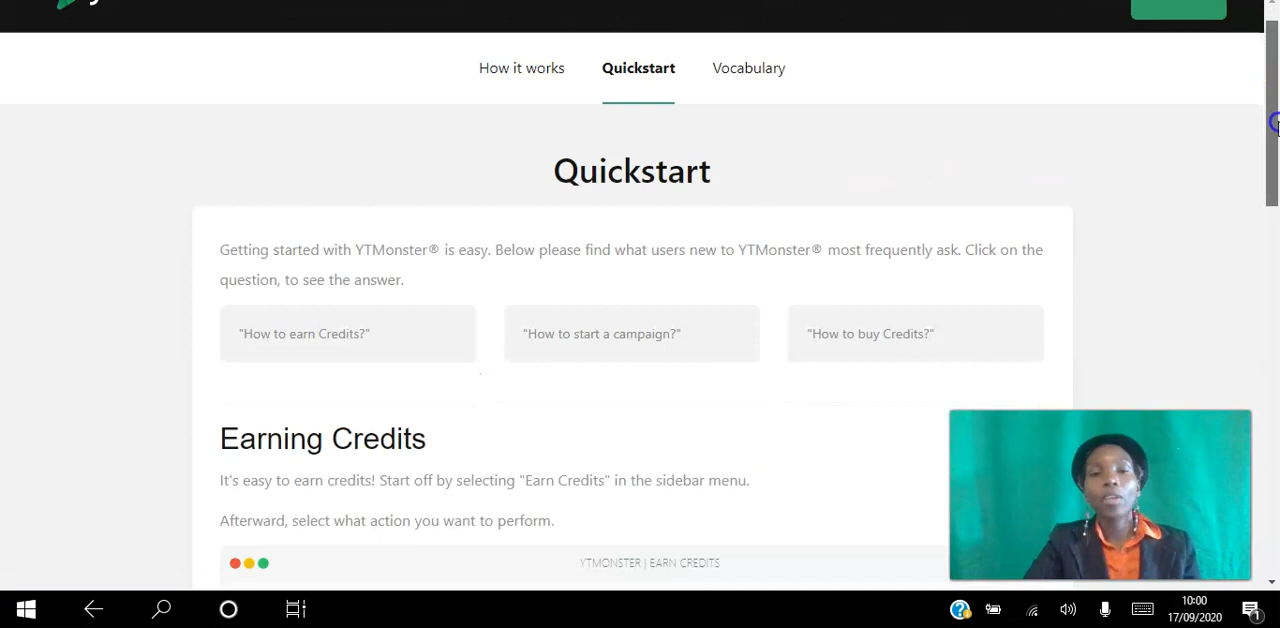 How it works
Quickstart
Vocabulary
Quickstart
Getting started with YTMonster® is easy. Below please find what users new to YTMonster® most frequently ask. Click on the
question, to see the answer.
"How to earn Credits?"
"How to start a campaign?"
"How to buy Credits?"
Earning Credits
It's easy to earn credits! Start off by selecting "Earn Credits" in the sidebar menu.
Afterward, select what action you want to perform.
YTMONSTER | EARN CREDITS
10:00
17/09/2020